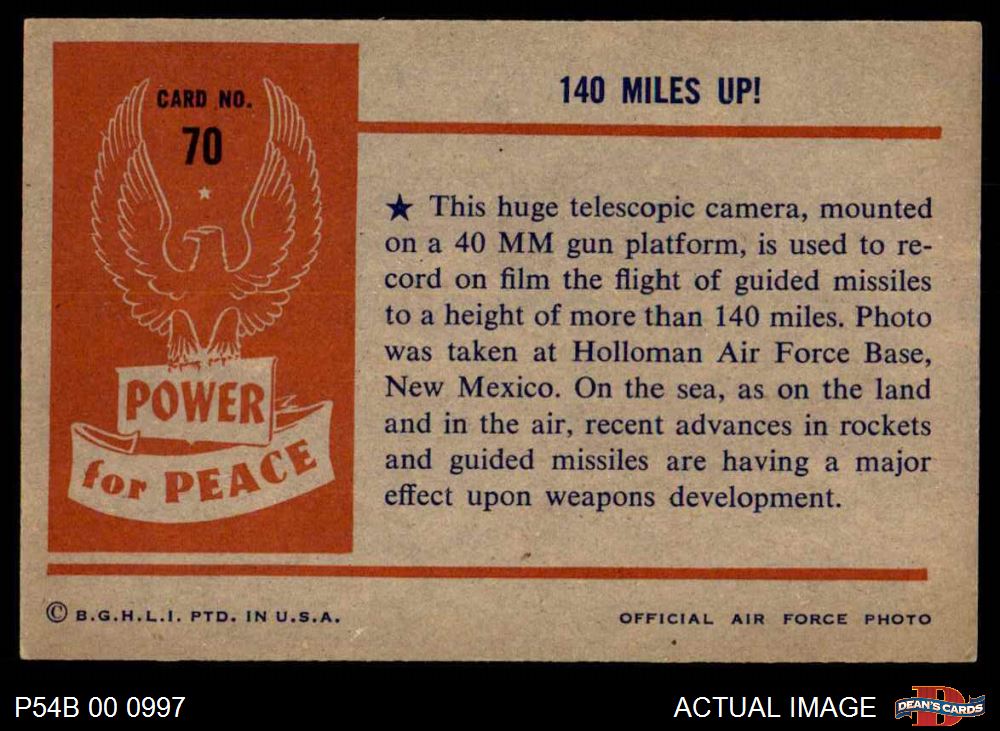 CARD NO.
70
POWER
for PEACE
140 MILES UP!
★ This huge telescopic camera, mounted
on a 40 MM gun platform, is used to re-
cord on film the flight of guided missiles
to a height of more than 140 miles. Photo
was taken at Holloman Air Force Base,
New Mexico. On the sea, as on the land
and in the air, recent advances in rockets
and guided missiles are having a major
effect upon weapons development.
© B.G.H.L.I. PTD. IN U.S.A.
OFFICIAL AIR FORCE PHOTO
P54B 00 0997
ACTUAL IMAGE
D
DEAN'S CARDS